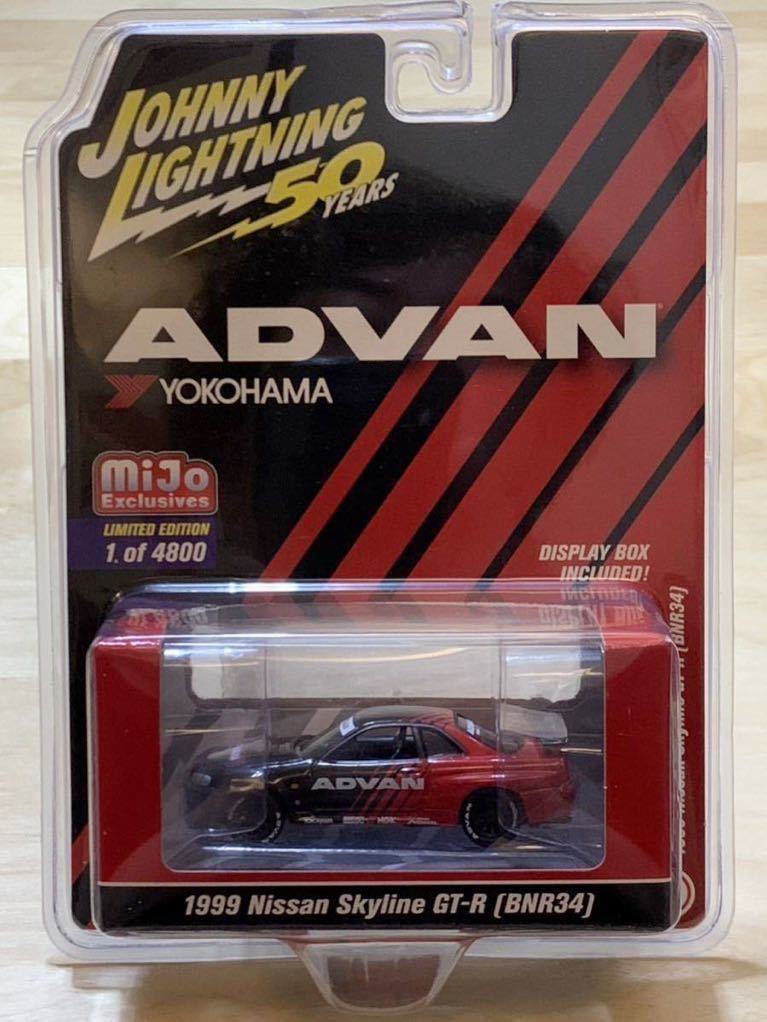 JOHNNY
LIGHTNING
50
YEARS
ADVAN
YOKOHAMA
MiJo
Exclusives
LIMITED EDITION
1 of 4800
DISPLAY BOX
INCLUDED!
ADVAN
1999 Nissan Skyline GT-R (BNR34)